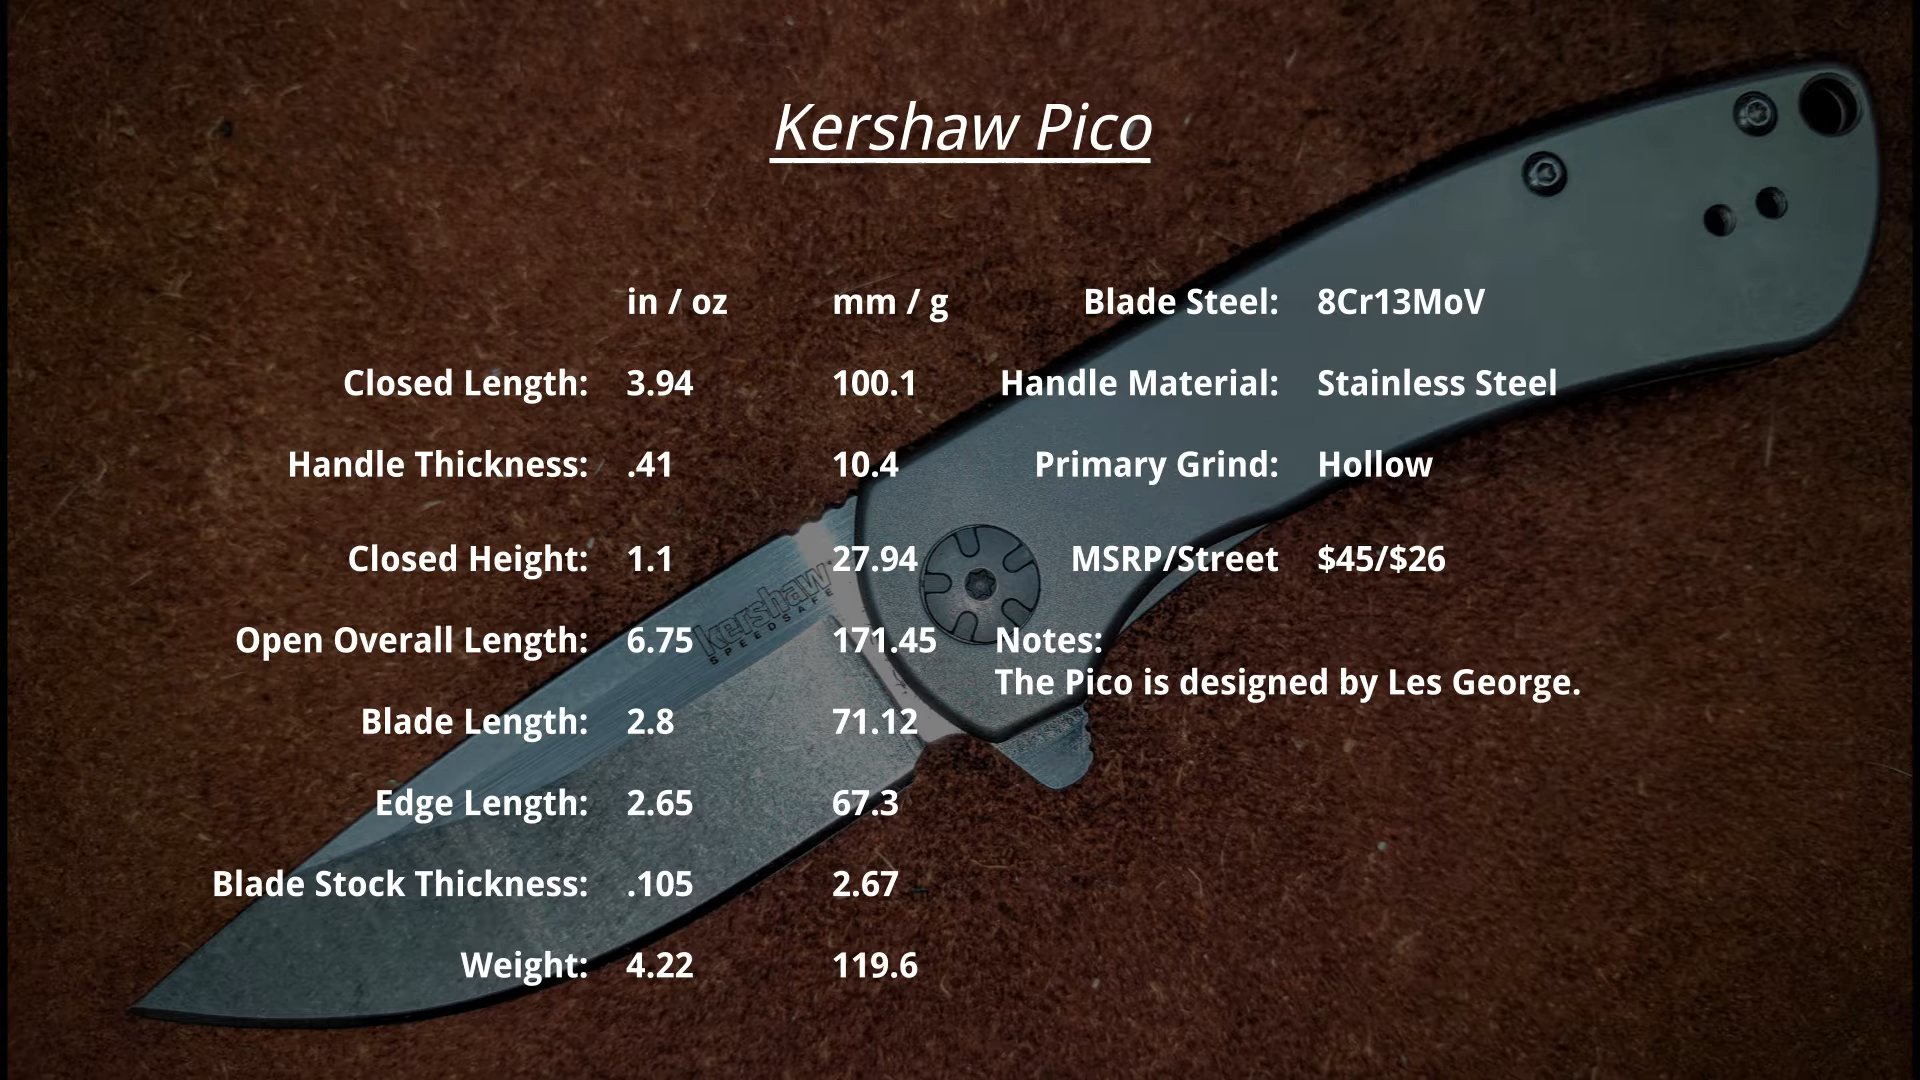 Kershaw Pico
in / oz mm / g
Closed Length: 3.94 100.1
Handle Thickness: .41 10.4
Closed Height: 1.1 27.94
Open Overall Length: 6.75 171.45
Blade Length: 2.8 71.12
Edge Length: 2.65 67.3
Blade Stock Thickness: .105 2.67
Weight: 4.22 119.6
Blade Steel: 8Cr13MoV
Handle Material: Stainless Steel
Primary Grind: Hollow
MSRP/Street $45/$26
Notes:
The Pico is designed by Les George.
kershaw
SPEEDSAFE